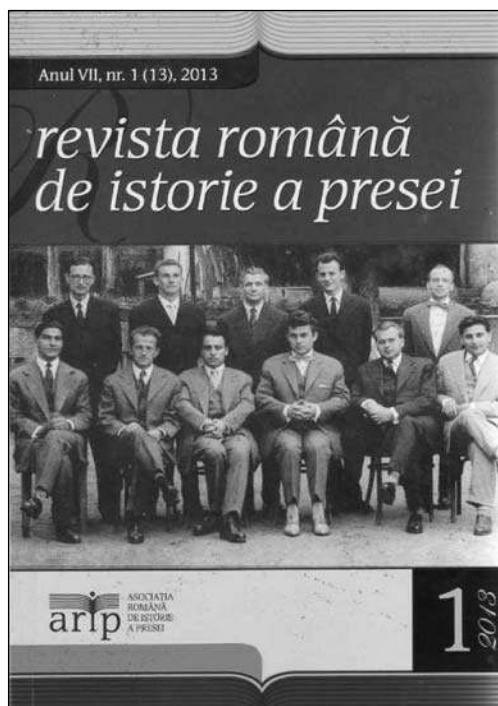 Anul VII, nr. 1 (13), 2013
revista română
de istorie a presei
arip
ASOCIAȚIA
ROMÂNĂ
DE ISTORIE
A PRESEI
1
2013